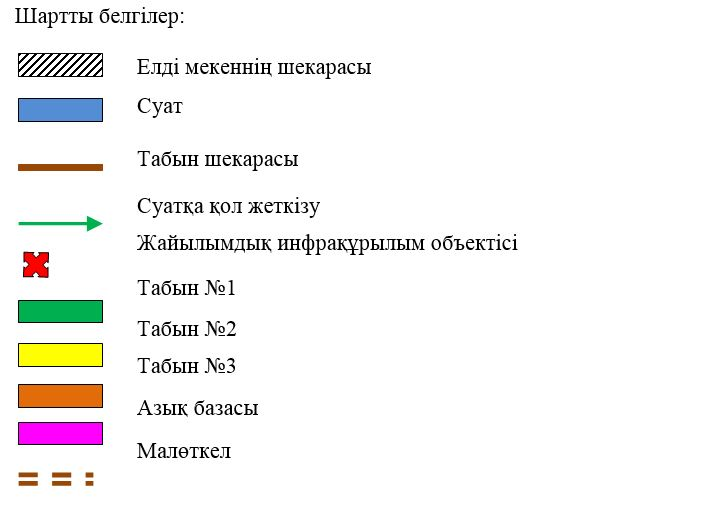 Шартты белгілер:
Елді мекеннің шекарасы
Суат
Табын шекарасы
Суатқа қол жеткізу
Жайылымдық инфрақұрылым объектісі
Табын №1
Табын №2
Табын №3
Азық базасы
Малөткел